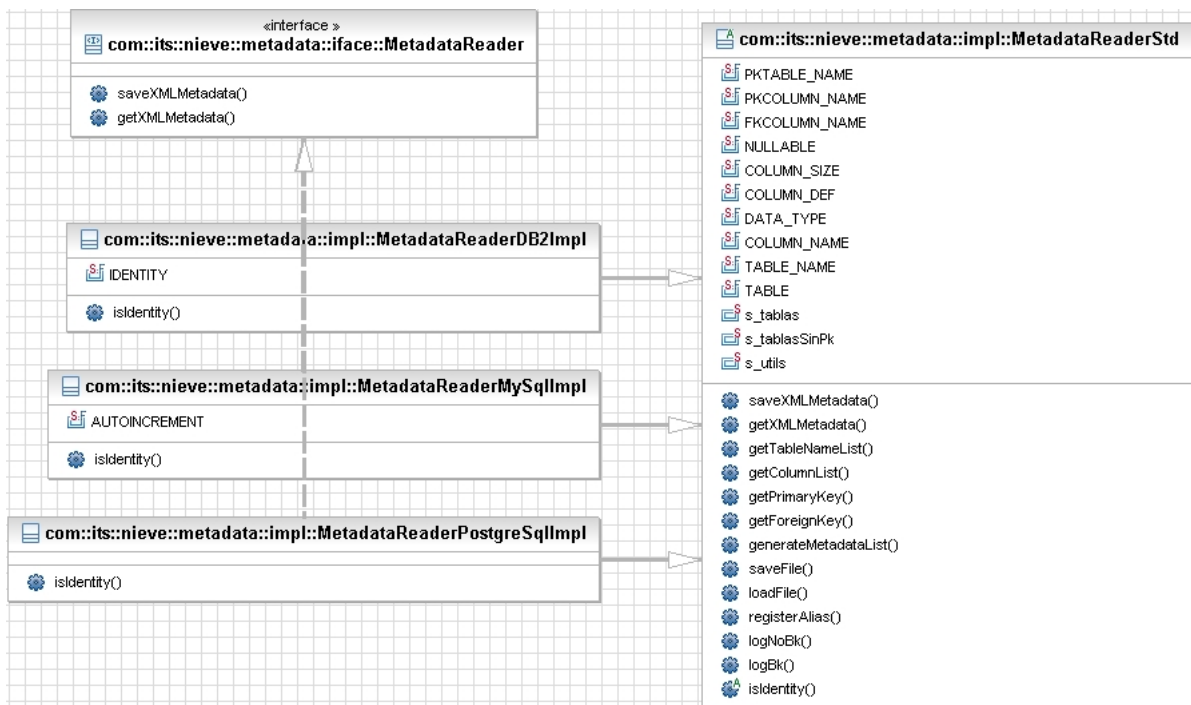 «interface »
com::its::nieve::metadata::iface::MetadataReader
saveXMLMetadata()
getXMLMetadata()
com::its::nieve::metadata::impl::MetadataReaderDB2Impl
IDENTITY
isIdentity()
com::its::nieve::metadata::impl::MetadataReaderMySqlImpl
AUTOINCREMENT
isIdentity()
com::its::nieve::metadata::impl::MetadataReaderPostgreSqlImpl
isIdentity()
com::its::nieve::metadata::impl::MetadataReaderStd
PKTABLE_NAME
PKCOLUMN_NAME
FKCOLUMN_NAME
NULLABLE
COLUMN_SIZE
COLUMN_DEF
DATA_TYPE
COLUMN_NAME
TABLE_NAME
TABLE
s_tablas
s_tablasSinPk
s_utils
saveXMLMetadata()
getXMLMetadata()
getTableNameList()
getColumnList()
getPrimaryKey()
getForeignKey()
generateMetadataList()
saveFile()
loadFile()
registerAlias()
logNoBk()
logBk()
isIdentity()